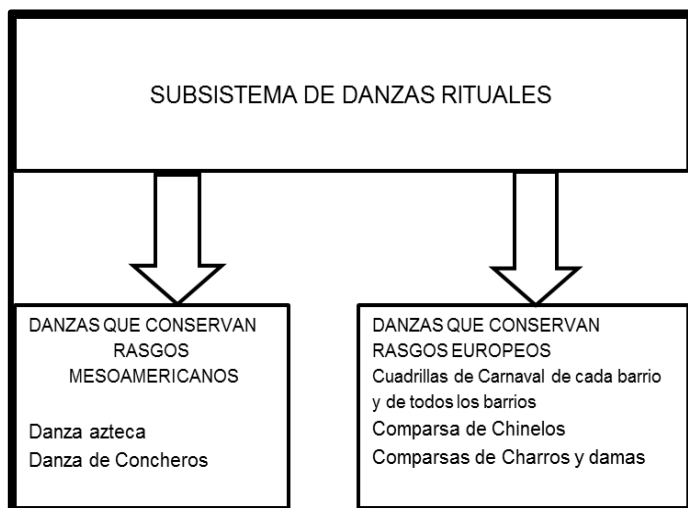 SUBSISTEMA DE DANZAS RITUALES
DANZAS QUE CONSERVAN
RASGOS
MESOAMERICANOS
Danza azteca
Danza de Concheros
DANZAS QUE CONSERVAN
RASGOS EUROPEOS
Cuadrillas de Carnaval de cada barrio
y de todos los barrios
Comparsa de Chinelos
Comparsas de Charros y damas